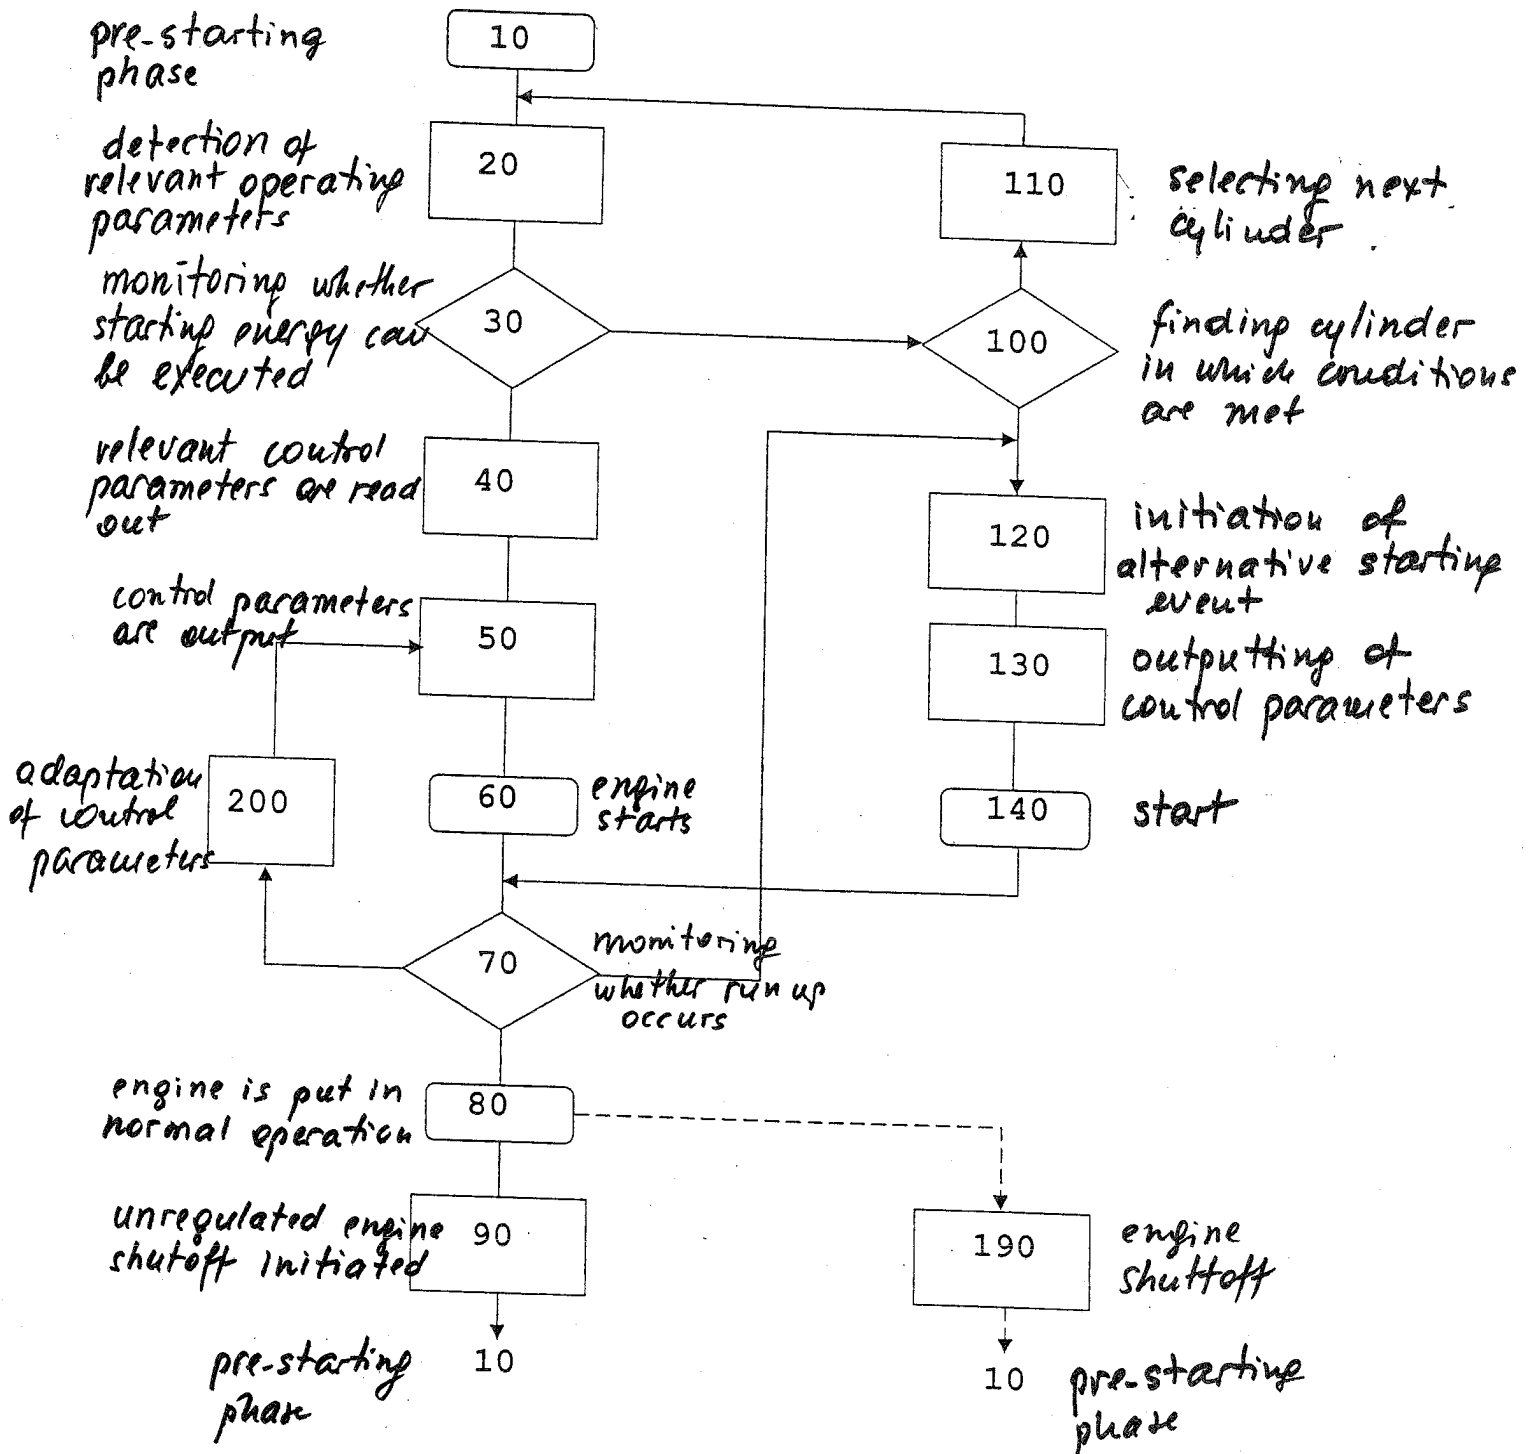 pre-starting
phase
10
detection of
relevant operating
parameters
20
110
selecting next
cylinder
monitoring whether
starting energy can
be executed
30
100
finding cylinder
in which conditions
are met
relevant control
parameters are read
out
40
120
initiation of
alternative starting
event
control parameters
are output
50
130
outputting of
control parameters
adaptation
of control
parameters
200
60
engine
starts
140
start
70
monitoring
whether run up
occurs
engine is put in
normal operation
80
unregulated engine
shutoff initiated
90
190
engine
shuttoff
pre-starting
phase
10
10
pre-starting
phase